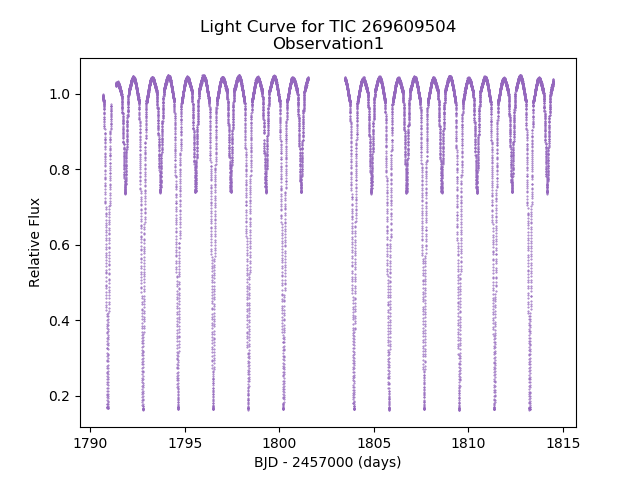 Light Curve for TIC 269609504
Observation1
Relative Flux
1.0
0.8
0.6
0.4
0.2
1790 1795 1800 1805 1810 1815
BJD - 2457000 (days)